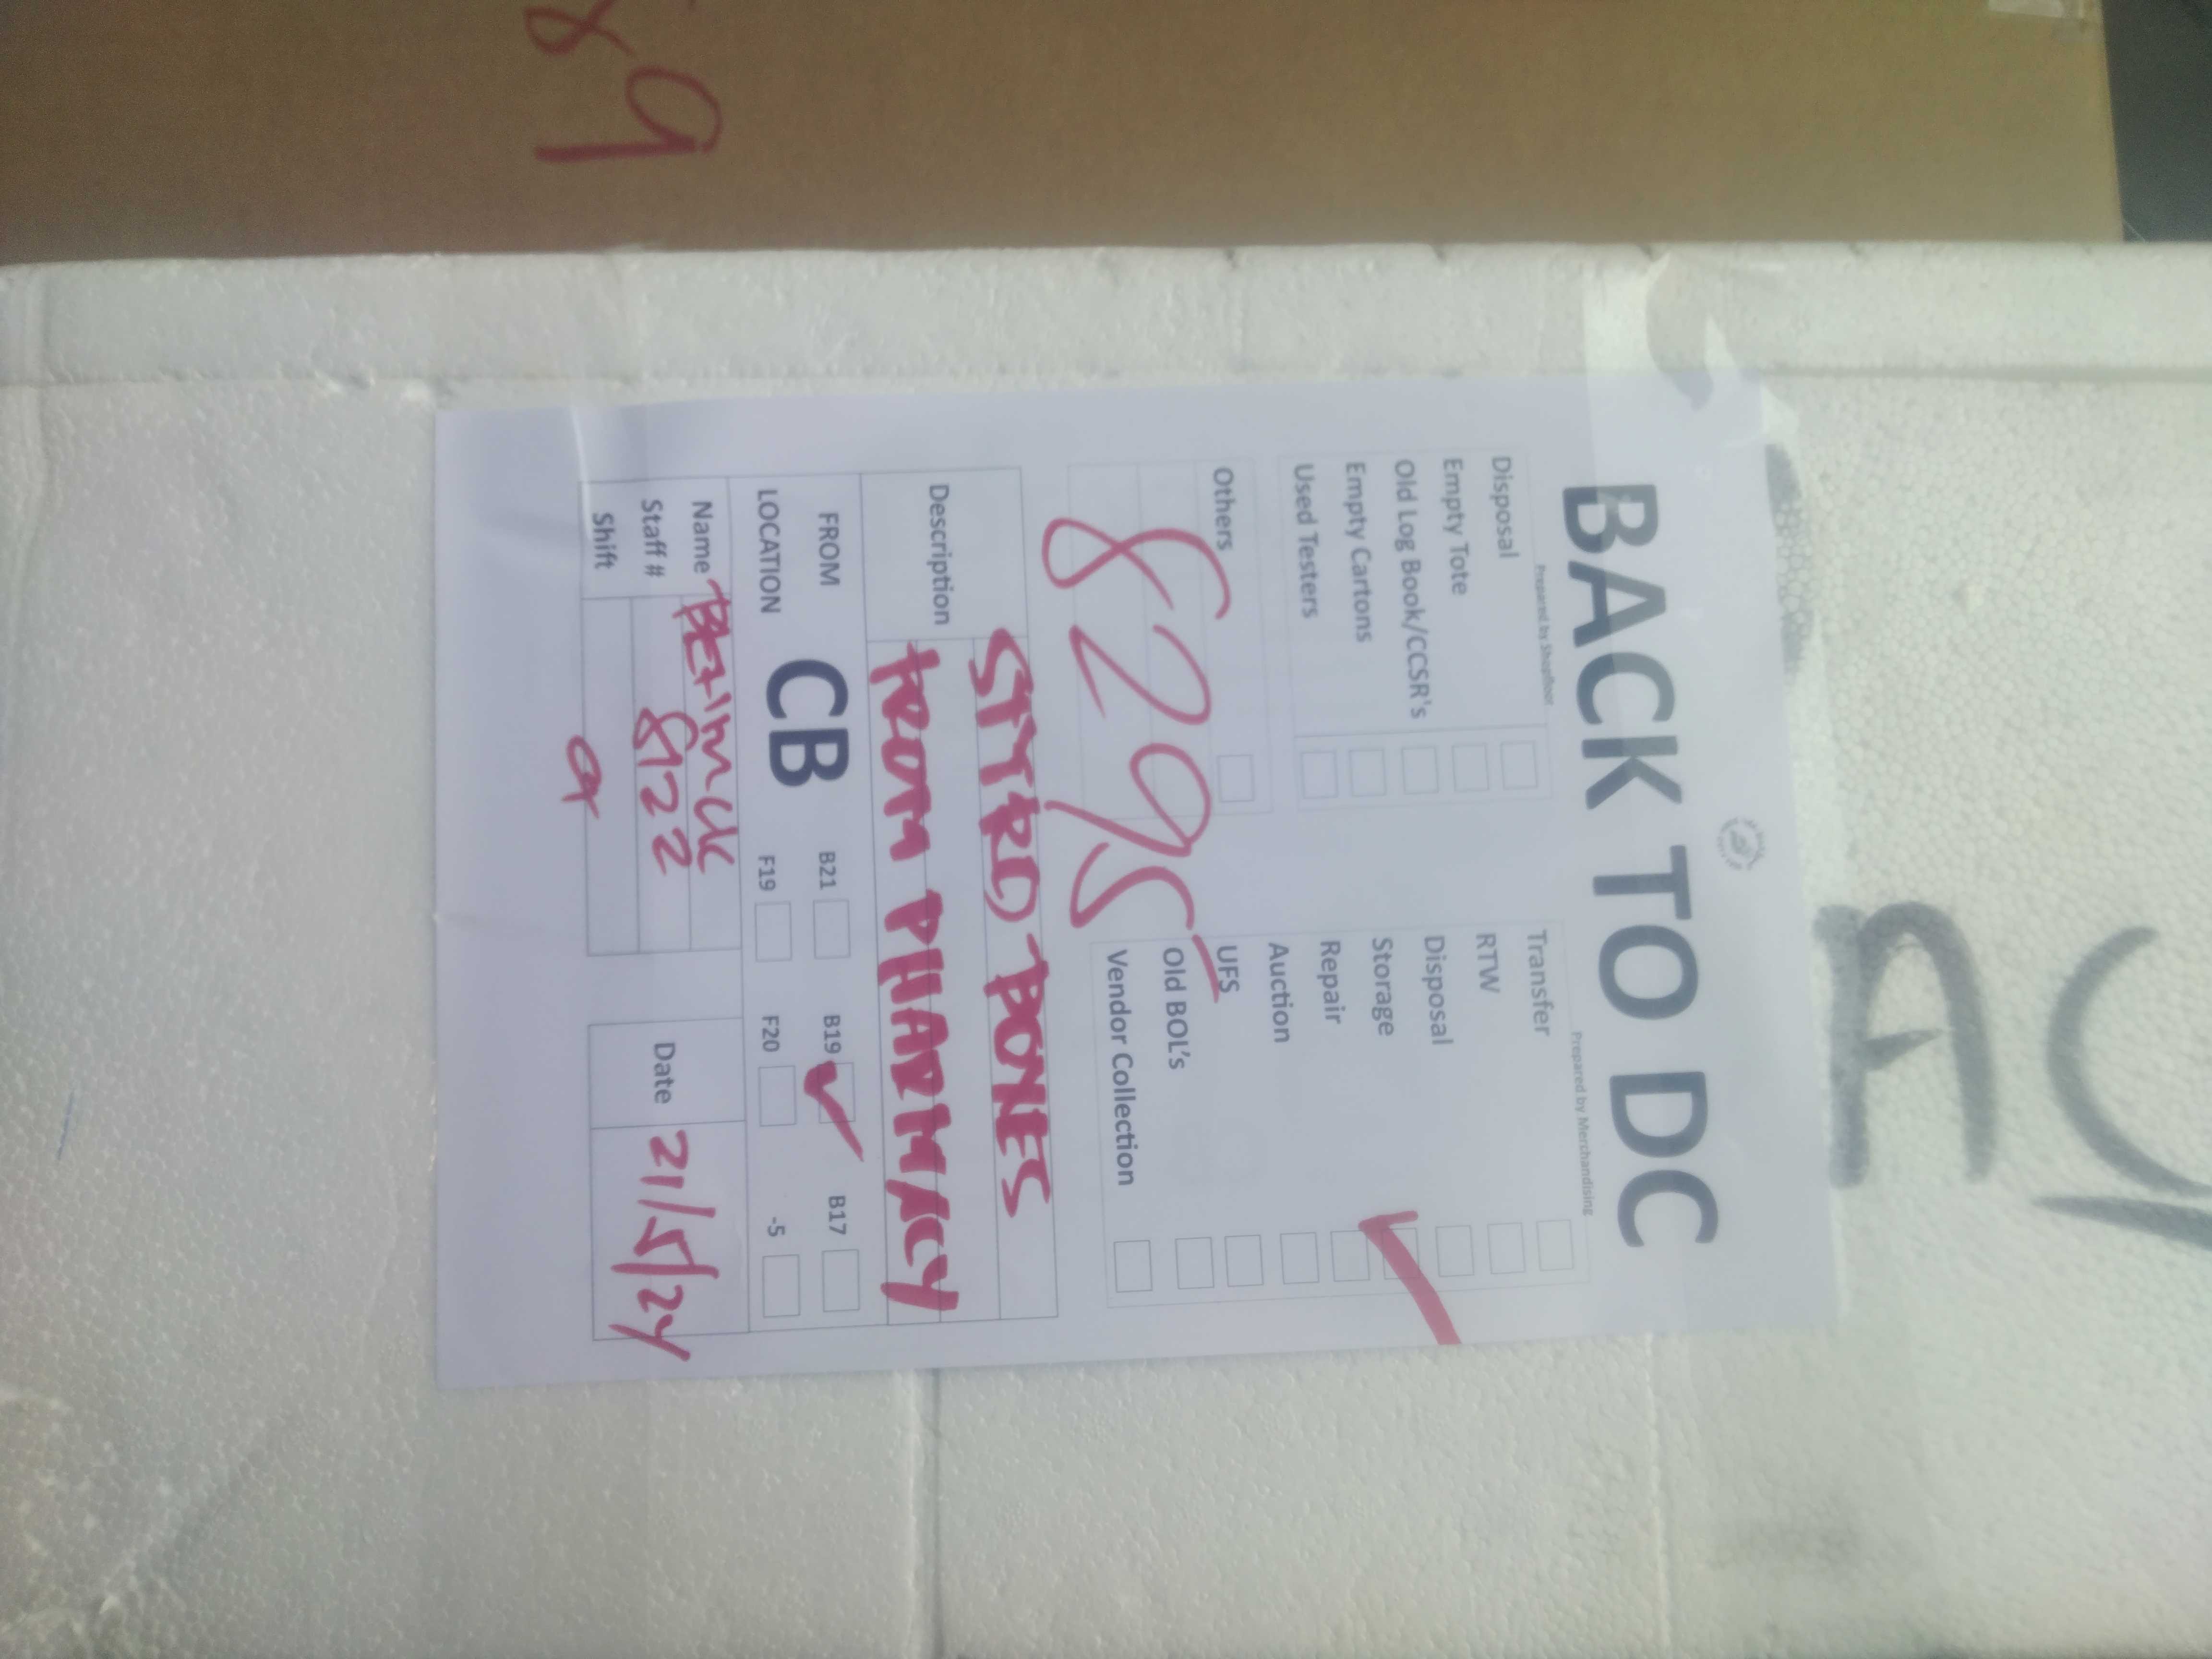 BACK TO DC
Prepared by Shopfloor
Prepared by Merchandising
Disposal
Empty Tote
Old Log Book/CCSR's
Empty Cartons
Used Testers
Others
Transfer
RTW
Disposal
Storage
Repair
Auction
UFS
Old BOL's
Vendor Collection
8295
Description
STYRO BOXES
FROM PHARMACY
FROM
LOCATION
CB
B21 B19 B17
F19 F20 -5
Name
Staff #
Shift
Date 21/5/24
89
AC